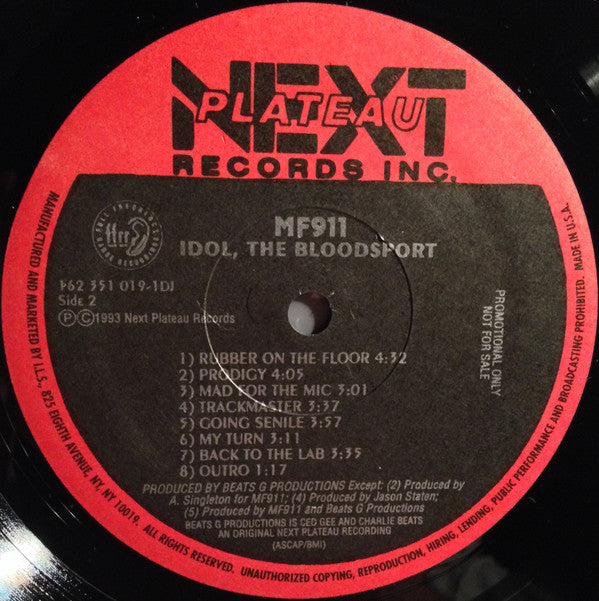 NEXT
PLATEAU
RECORDS INC.
FULL FREQUENCY RANGE RECORDINGS
ffrr
MF911
IDOL, THE BLOODSPORT
P62 351 019-1DJ
Side 2
Ⓟ©1993 Next Plateau Records
PROMOTIONAL ONLY
NOT FOR SALE
1) RUBBER ON THE FLOOR 4:32
2) PRODIGY 4:05
3) MAD FOR THE MIC 3:01
4) TRACKMASTER 3:37
5) GOING SENILE 3:57
6) MY TURN 3:11
7) BACK TO THE LAB 3:35
8) OUTRO 1:17
PRODUCED BY BEATS G PRODUCTIONS Except: (2) Produced by
A. Singleton for MF911; (4) Produced by Jason Staten;
(5) Produced by MF911 and Beats G Productions
BEATS G PRODUCTIONS IS CED GEE AND CHARLIE BEATS
AN ORIGINAL NEXT PLATEAU RECORDING
(ASCAP/BMI)
MANUFACTURED AND MARKETED BY I.L.S., 825 EIGHTH AVENUE, NY, NY 10019. ALL RIGHTS RESERVED. UNAUTHORIZED COPYING, REPRODUCTION, HIRING, LENDING, PUBLIC PERFORMANCE AND BROADCASTING PROHIBITED. MADE IN U.S.A.